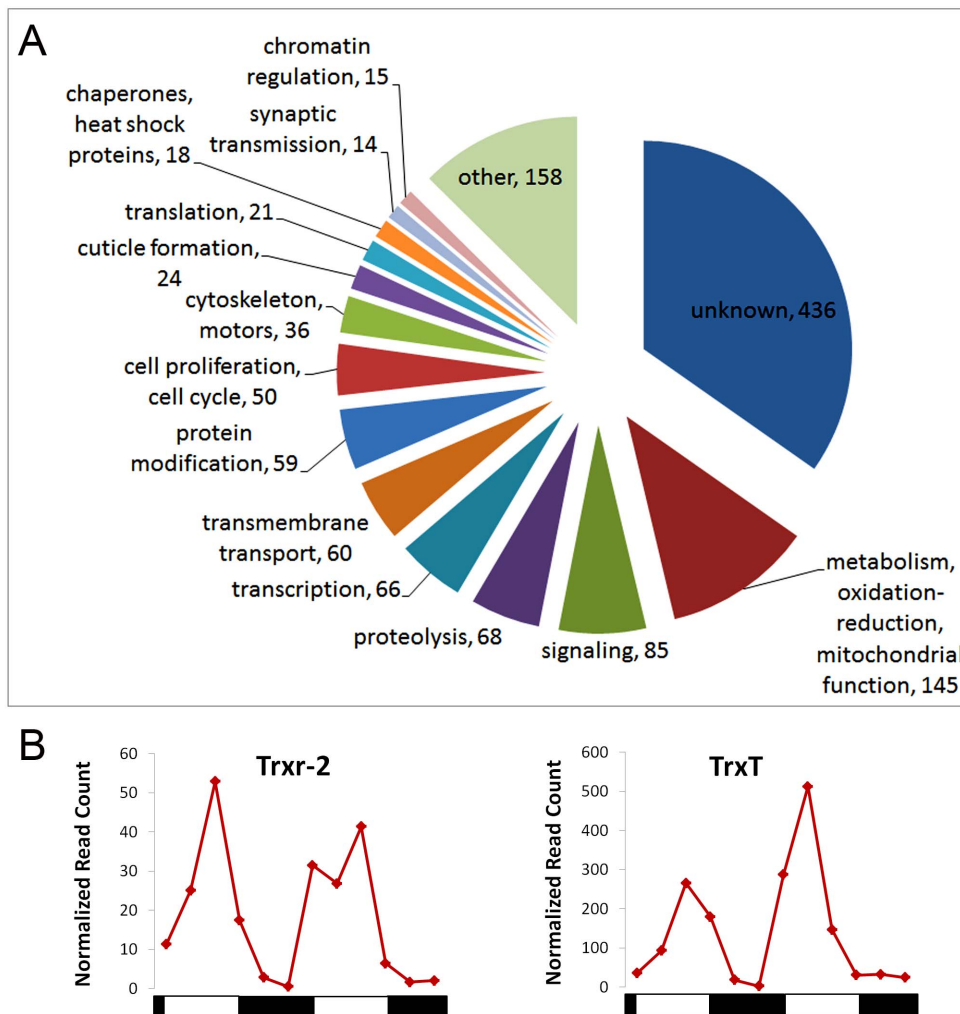 A
chromatin
regulation, 15
chaperones,
heat shock
proteins, 18
synaptic
transmission, 14
other, 158
translation, 21
cuticle formation,
24
unknown, 436
cytoskeleton,
motors, 36
cell proliferation,
cell cycle, 50
protein
modification, 59
transmembrane
transport, 60
transcription, 66
proteolysis, 68
signaling, 85
metabolism,
oxidation-
reduction,
mitochondrial
function, 145
B
Trxr-2
Normalized Read Count
60
50
40
30
20
10
0
TrxT
Normalized Read Count
600
500
400
300
200
100
0